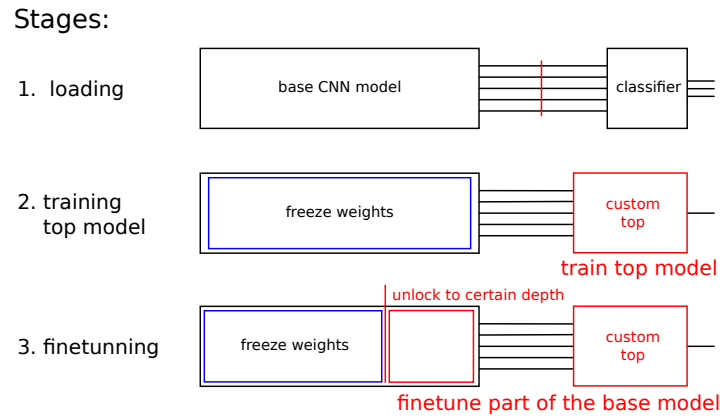 Stages:
1. loading
base CNN model
classifier
2. training
top model
freeze weights
custom
top
train top model
unlock to certain depth
3. finetunning
freeze weights
custom
top
finetune part of the base model